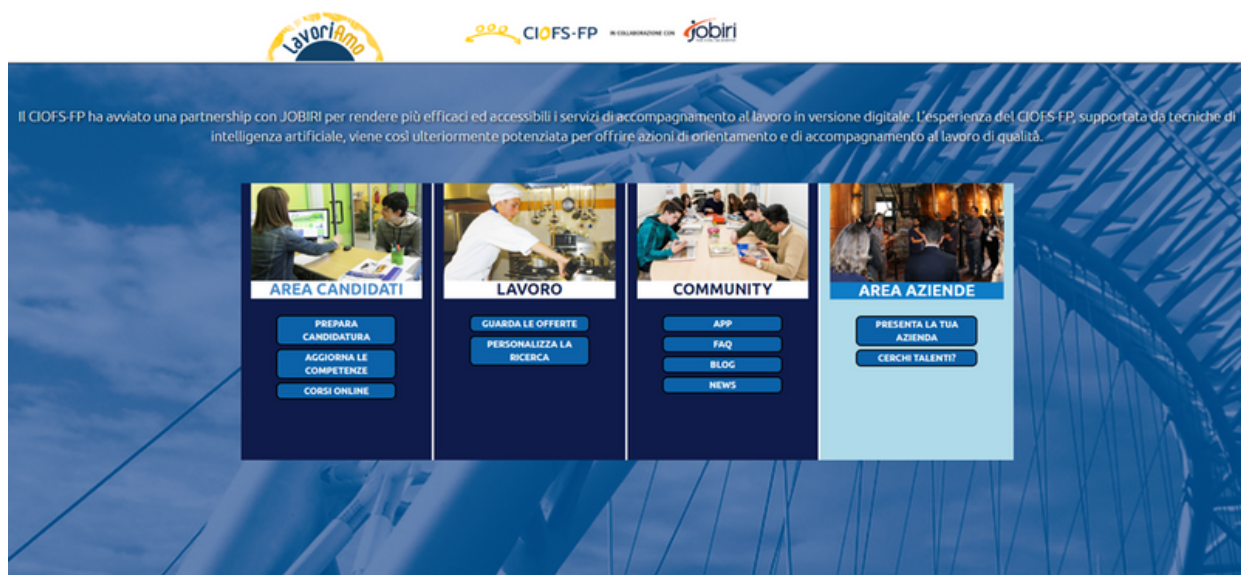 LavoriAmo
CIOFS-FP IN COLLABORAZIONE CON jobiri
Il CIOFS-FP ha avviato una partnership con JOBIRI per rendere più efficaci ed accessibili i servizi di accompagnamento al lavoro in versione digitale. L'esperienza del CIOFS-FP, supportata da tecniche di
intelligenza artificiale, viene così ulteriormente potenziata per offrire azioni di orientamento e di accompagnamento al lavoro di qualità.
AREA CANDIDATI
PREPARA
CANDIDATURA
AGGIORNA LE
COMPETENZE
CORSI ONLINE
LAVORO
GUARDA LE OFFERTE
PERSONALIZZA LA
RICERCA
COMMUNITY
APP
FAQ
BLOG
NEWS
AREA AZIENDE
PRESENTA LA TUA
AZIENDA
CERCHI TALENTI?